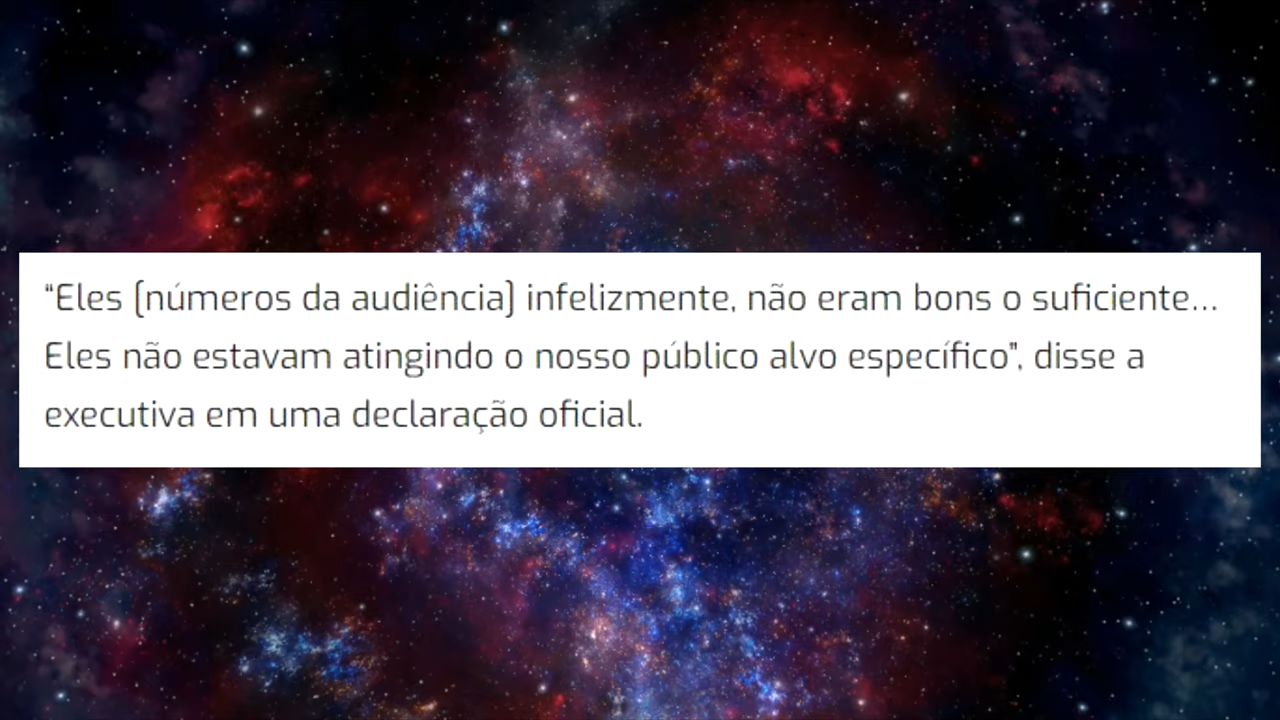 “Eles [números da audiência] infelizmente, não eram bons o suficiente...
Eles não estavam atingindo o nosso público alvo específico”, disse a
executiva em uma declaração oficial.